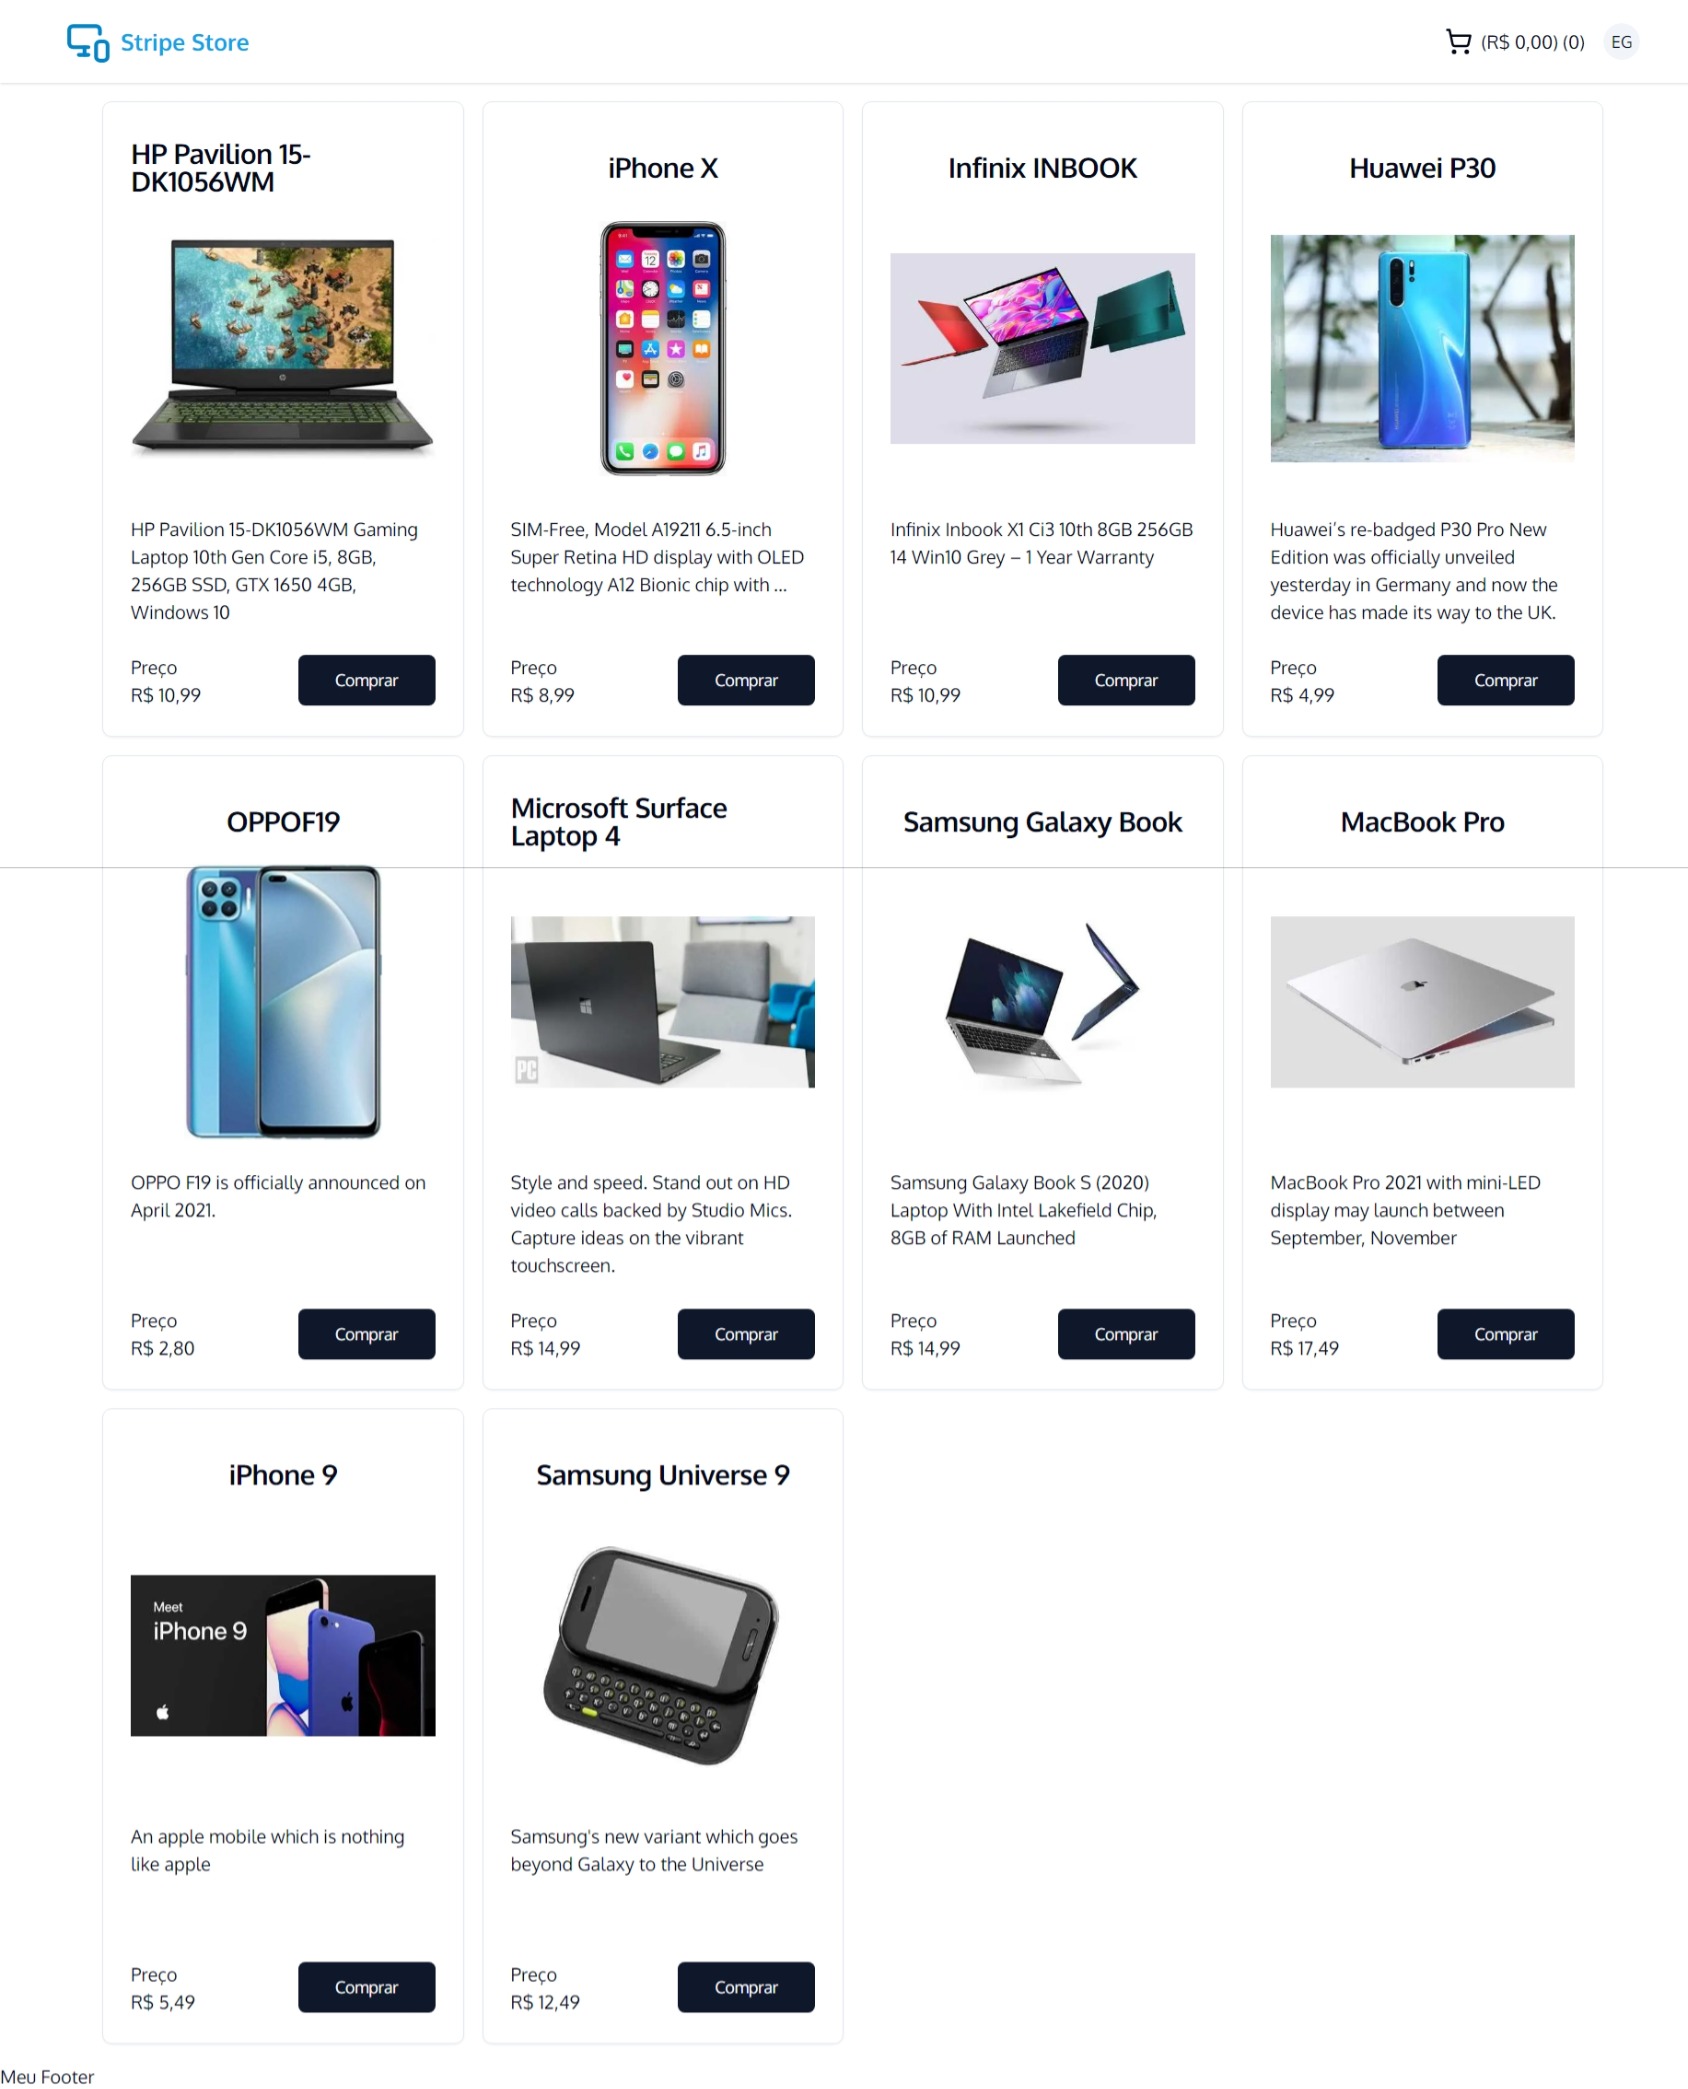 Stripe Store
(R$ 0,00) (0)
EG
HP Pavilion 15-
DK1056WM
HP Pavilion 15-DK1056WM Gaming
Laptop 10th Gen Core i5, 8GB,
256GB SSD, GTX 1650 4GB,
Windows 10
Preço
R$ 10,99
Comprar
iPhone X
SIM-Free, Model A19211 6.5-inch
Super Retina HD display with OLED
technology A12 Bionic chip with ...
Preço
R$ 8,99
Comprar
Infinix INBOOK
Infinix Inbook X1 Ci3 10th 8GB 256GB
14 Win10 Grey – 1 Year Warranty
Preço
R$ 10,99
Comprar
Huawei P30
Huawei’s re-badged P30 Pro New
Edition was officially unveiled
yesterday in Germany and now the
device has made its way to the UK.
Preço
R$ 4,99
Comprar
OPPOF19
OPPO F19 is officially announced on
April 2021.
Preço
R$ 2,80
Comprar
Microsoft Surface
Laptop 4
PC
Style and speed. Stand out on HD
video calls backed by Studio Mics.
Capture ideas on the vibrant
touchscreen.
Preço
R$ 14,99
Comprar
Samsung Galaxy Book
Samsung Galaxy Book S (2020)
Laptop With Intel Lakefield Chip,
8GB of RAM Launched
Preço
R$ 14,99
Comprar
MacBook Pro
MacBook Pro 2021 with mini-LED
display may launch between
September, November
Preço
R$ 17,49
Comprar
iPhone 9
Meet
iPhone 9
An apple mobile which is nothing
like apple
Preço
R$ 5,49
Comprar
Samsung Universe 9
Samsung's new variant which goes
beyond Galaxy to the Universe
Preço
R$ 12,49
Comprar
Meu Footer